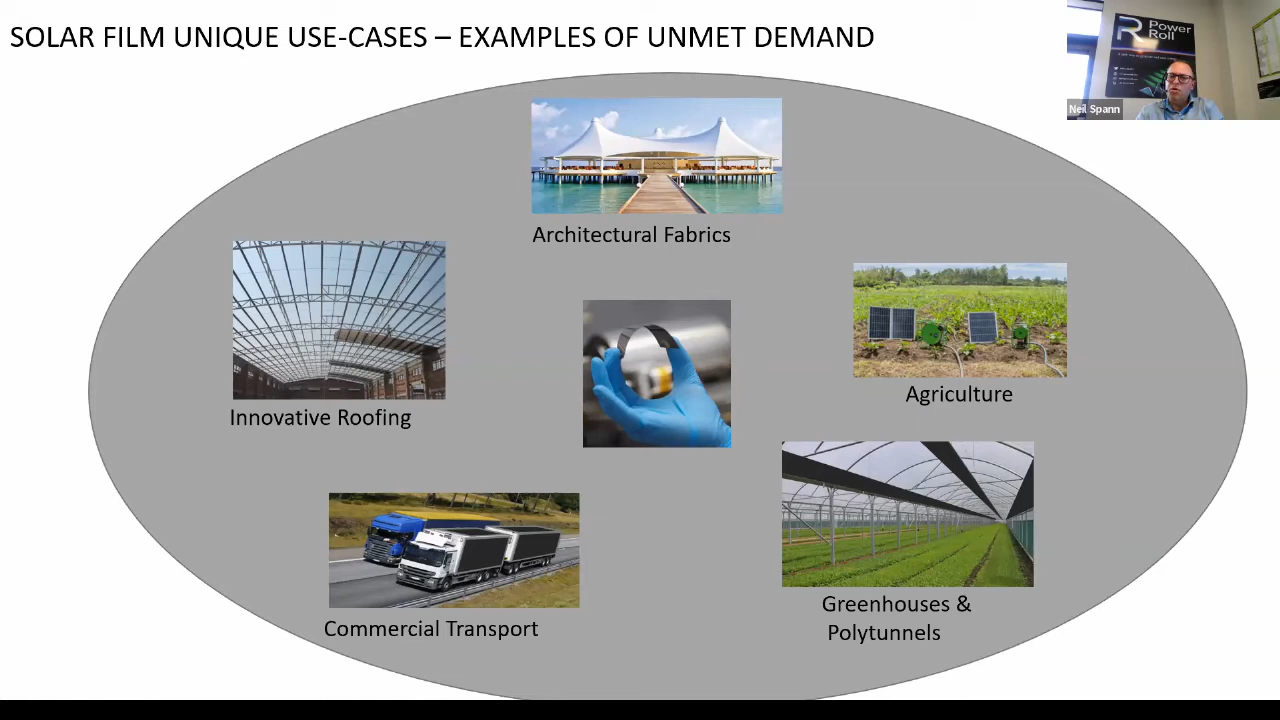 SOLAR FILM UNIQUE USE-CASES – EXAMPLES OF UNMET DEMAND
Power
Roll
Neil Spann
Architectural Fabrics
Innovative Roofing
Agriculture
Commercial Transport
Greenhouses &
Polytunnels